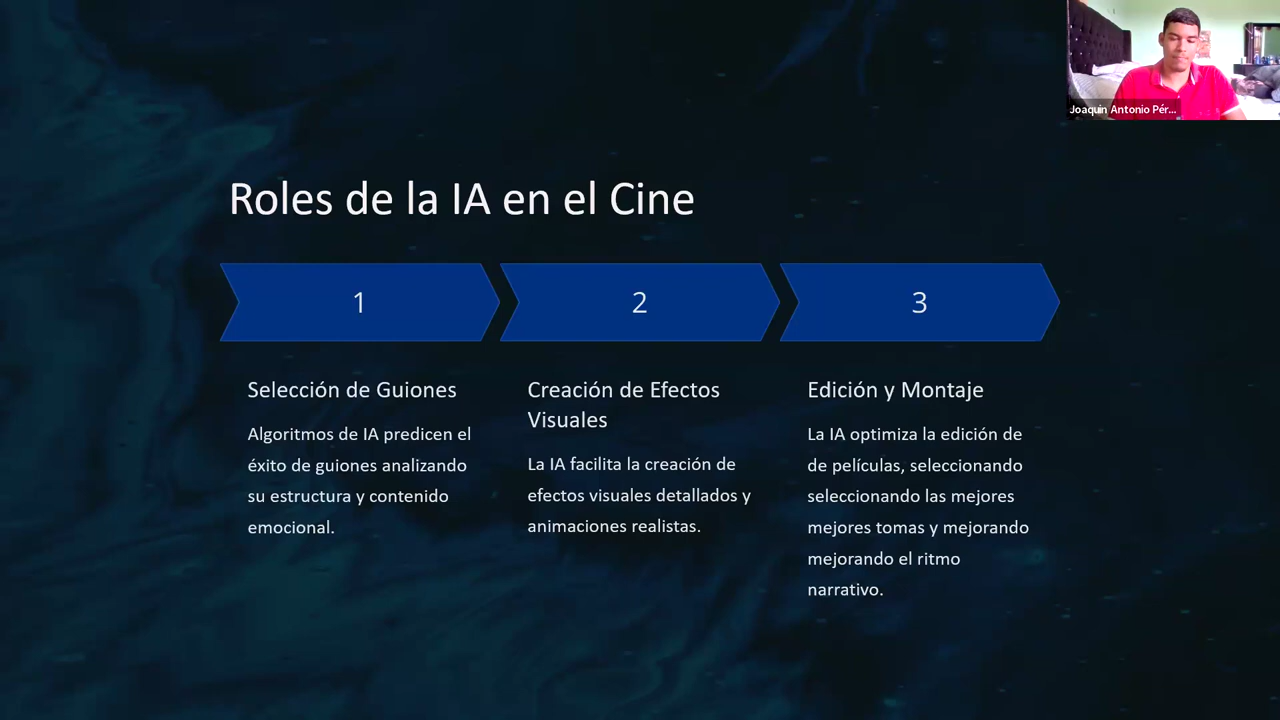 Joaquin Antonio Pér...
Roles de la IA en el Cine
1
2
3
Selección de Guiones
Algoritmos de IA predicen el
éxito de guiones analizando
su estructura y contenido
emocional.
Creación de Efectos
Visuales
La IA facilita la creación de
efectos visuales detallados y
animaciones realistas.
Edición y Montaje
La IA optimiza la edición de
de películas, seleccionando
seleccionando las mejores
mejores tomas y mejorando
mejorando el ritmo
narrativo.